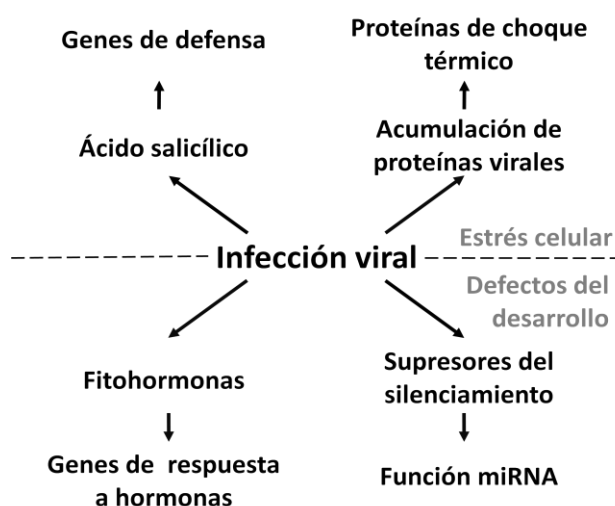 Genes de defensa
Proteínas de choque
térmico
Ácido salicílico
Acumulación de
proteínas virales
Infección viral
Estrés celular
Defectos del
desarrollo
Fitohormonas
Supresores del
silenciamiento
Genes de respuesta
a hormonas
Función miRNA